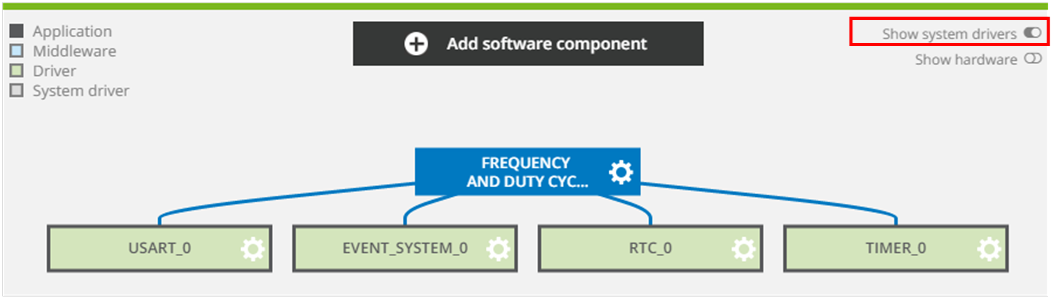 Application
Middleware
Driver
System driver
Add software component
Show system drivers
Show hardware
FREQUENCY
AND DUTY CYC...
USART_0
EVENT_SYSTEM_0
RTC_0
TIMER_0